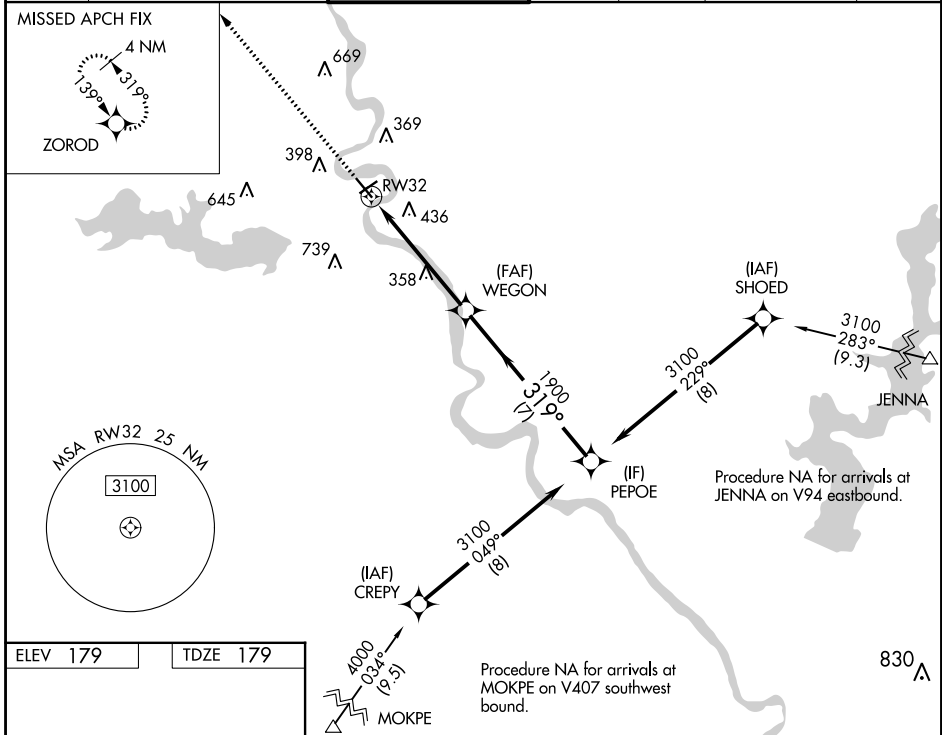 MISSED APCH FIX
4 NM
139°
319°
ZOROD
669
369
398
RW32
645
436
739
358
(FAF)
WEGON
(IAF)
SHOED
3100
283°
(9.3)
JENNA
3100
229°
(8)
1900
319°
(7)
(IF)
PEPOE
Procedure NA for arrivals at
JENNA on V94 eastbound.
MSA RW32 25 NM
3100
3100
049°
(8)
(IAF)
CREPY
4000
034°
(9.5)
MOKPE
Procedure NA for arrivals at
MOKPE on V407 southwest
bound.
830
ELEV 179
TDZE 179